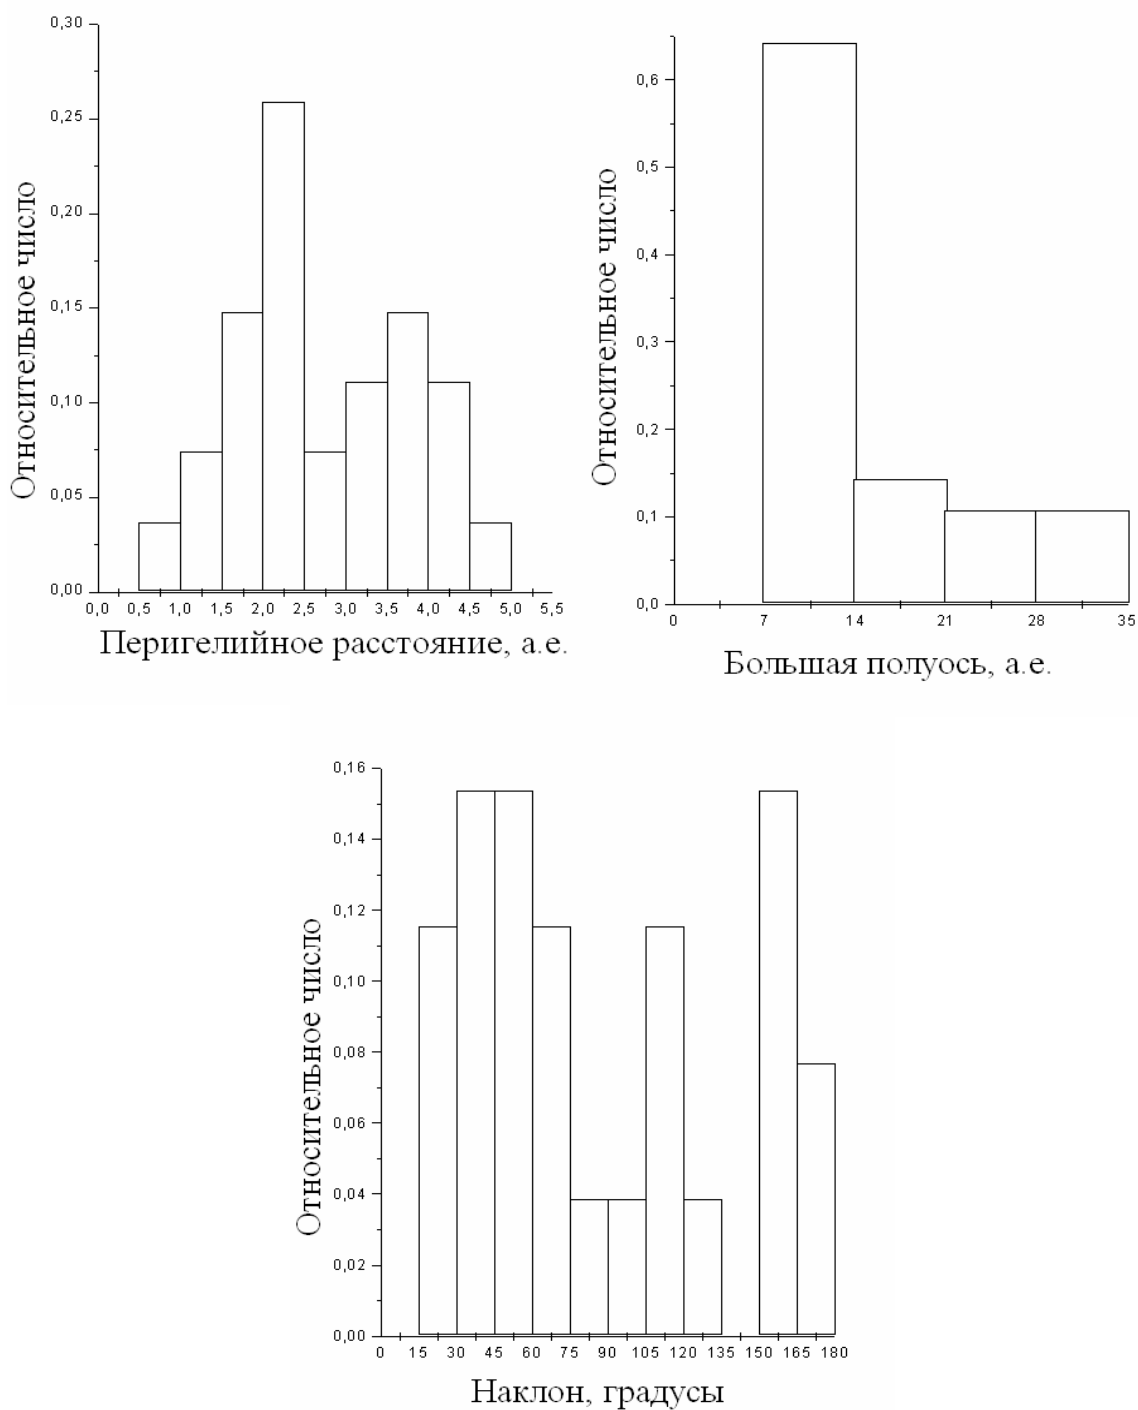 0,30
0,25
0,20
0,15
0,10
0,05
0,00
Относительное число
0,0 0,5 1,0 1,5 2,0 2,5 3,0 3,5 4,0 4,5 5,0 5,5
Перигелийное расстояние, а.е.
0,6
0,5
0,4
0,3
0,2
0,1
0,0
Относительное число
0 7 14 21 28 35
Большая полуось, а.е.
0,16
0,14
0,12
0,10
0,08
0,06
0,04
0,02
0,00
Относительное число
0 15 30 45 60 75 90 105 120 135 150 165 180
Наклон, градусы